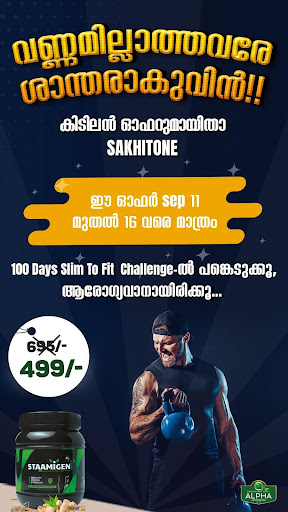 വണ്ണമില്ലാത്തവരേ
ശാന്തരാകുവിൻ!!
കിടിലൻ ഓഫറുമായിതാ
SAKHITONE
ഈ ഓഫർ sep 11
മുതൽ 16 വരെ മാത്രം
100 Days Slim To Fit Challenge-ൽ പങ്കെടുക്കൂ,
ആരോഗ്യവാനായിരിക്കൂ...
695/-
499/-
STAAMIGEN
ALPHA